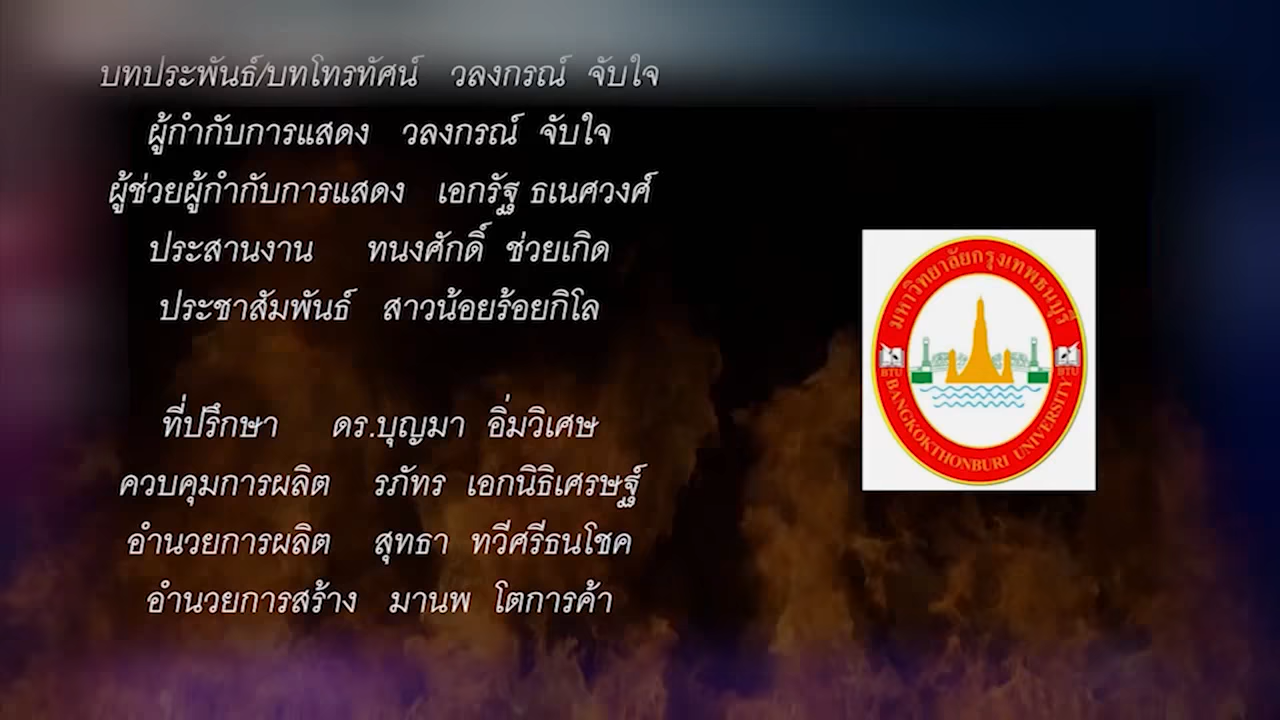 บทประพันธ์/บทโทรทัศน์ วลงกรณ์ จับใจ
ผู้กำกับการแสดง วลงกรณ์ จับใจ
ผู้ช่วยผู้กำกับการแสดง เอกรัฐ ธเนศวงศ์
ประสานงาน ทนงศักดิ์ ช่วยเกิด
ประชาสัมพันธ์ สาวน้อยร้อยกิโล
ที่ปรึกษา ดร.บุญมา อิ่มวิเศษ
ควบคุมการผลิต รภัทร เอกนิธิเศรษฐ์
อำนวยการผลิต สุทธา ทวีศรีธนโชค
อำนวยการสร้าง มานพ โตการค้า
มหาวิทยาลัยกรุงเทพธนบุรี
BTU BTU
BANGKOKTHONBURI UNIVERSITY